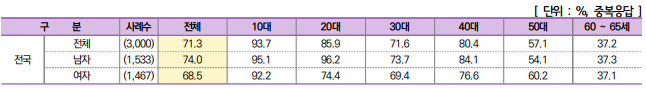 [ 단위 : %, 중복응답 ]
구 분 사례수 전체 10대 20대 30대 40대 50대 60 ~ 65세
전체 (3,000) 71.3 93.7 85.9 71.6 80.4 57.1 37.2
전국 남자 (1,533) 74.0 95.1 96.2 73.7 84.1 54.1 37.3
여자 (1,467) 68.5 92.2 74.4 69.4 76.6 60.2 37.1